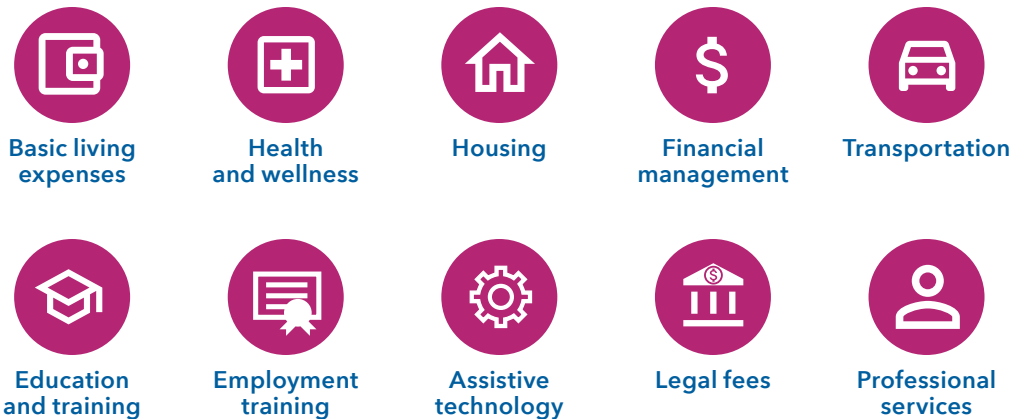 Basic living
expenses
Health
and wellness
Housing
$
Financial
management
Transportation
Education
and training
Employment
training
Assistive
technology
$
Legal fees
Professional
services